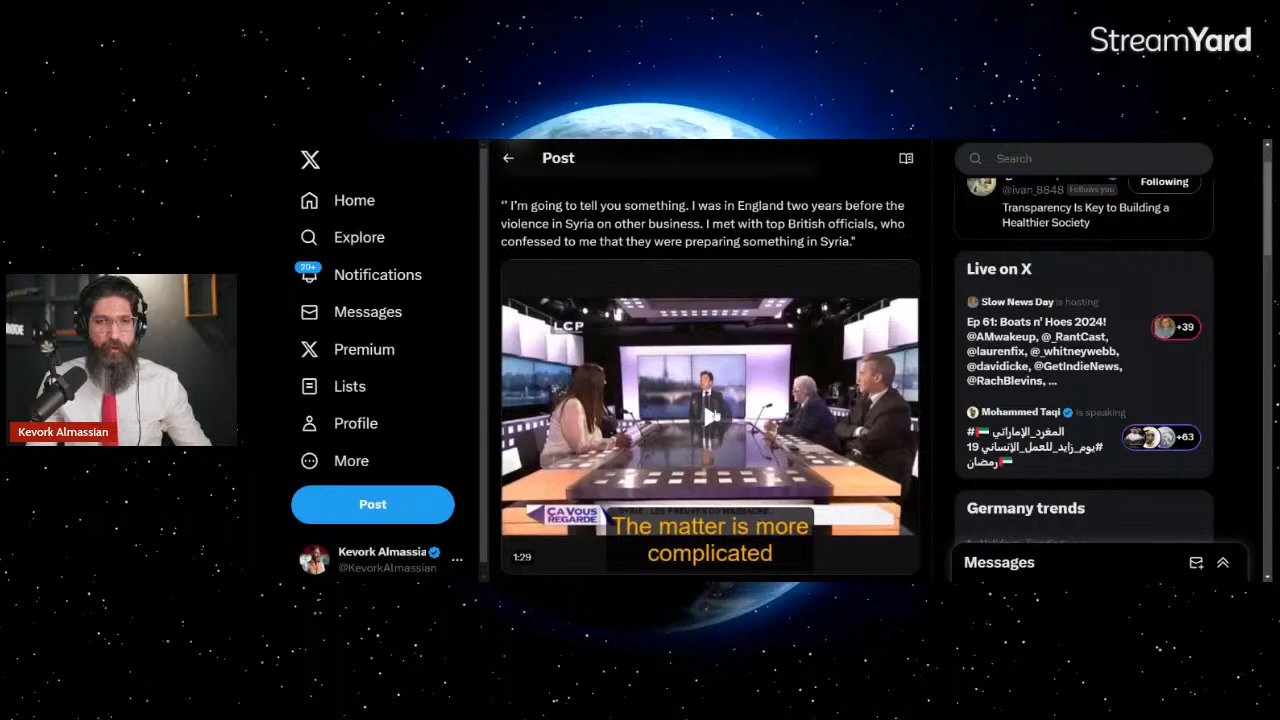 StreamYard
Kevork Almassian
Home
Explore
20+
Notifications
Messages
Premium
Lists
Profile
More
Post
Kevork Almassia
@KevorkAlmassian
Post
“ I'm going to tell you something. I was in England two years before the
violence in Syria on other business. I met with top British officials, who
confessed to me that they were preparing something in Syria."
LCP
ÇA VOUS
REGARDE
The matter is more
complicated
1:29
Search
@ivan_8848 Follows you
Following
Transparency Is Key to Building a
Healthier Society
Live on X
Slow News Day is hosting
Ep 61: Boats n' Hoes 2024!
@AMwakeup, @_RantCast,
@laurenfix, @_whitneywebb,
@davidicke, @GetIndieNews,
@RachBlevins, ...
+39
Mohammed Taqi is speaking
#المغرد_الإماراتي
#يوم_زايد_للعمل_الإنساني 19
رمضان
+63
Germany trends
Messages